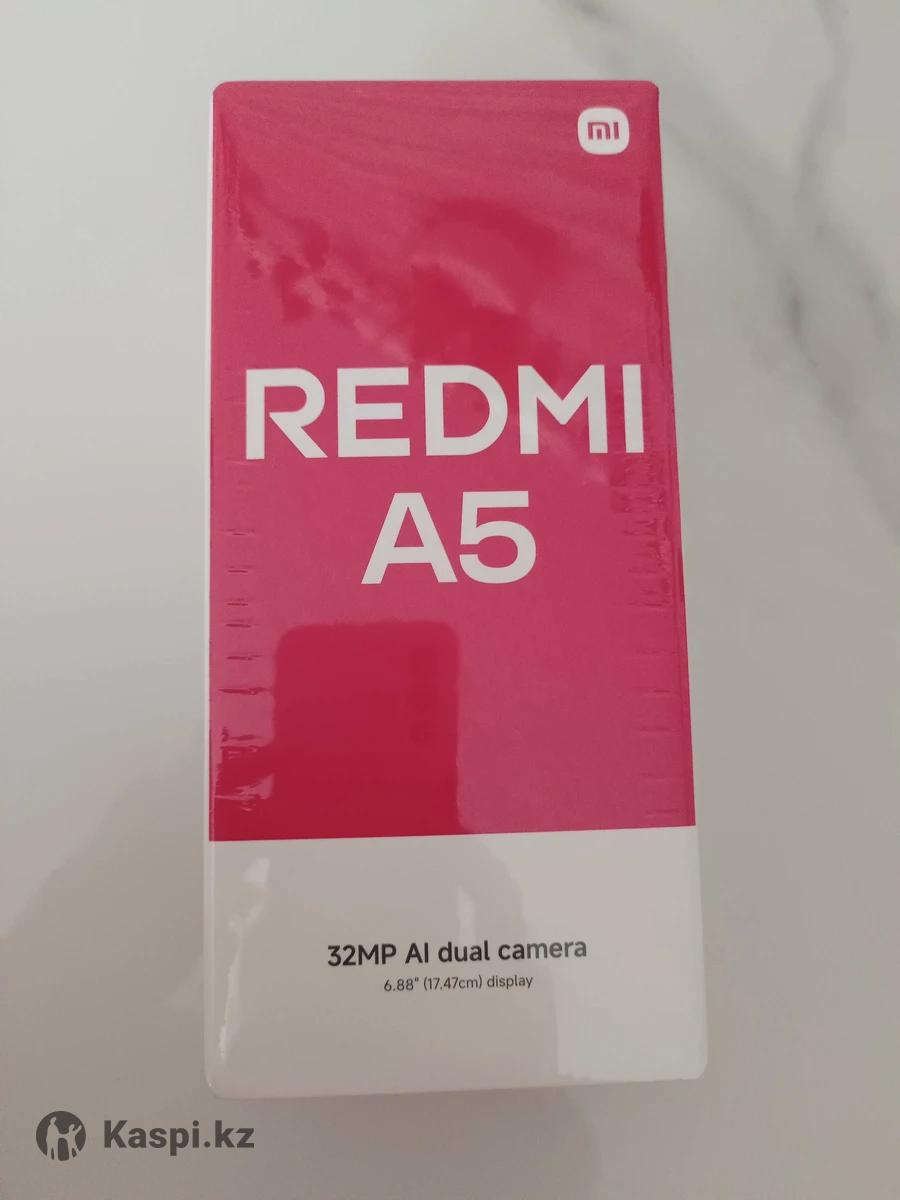 mi
REDMI
A5
32MP AI dual camera
6.88" (17.47cm) display
Kaspi.kz